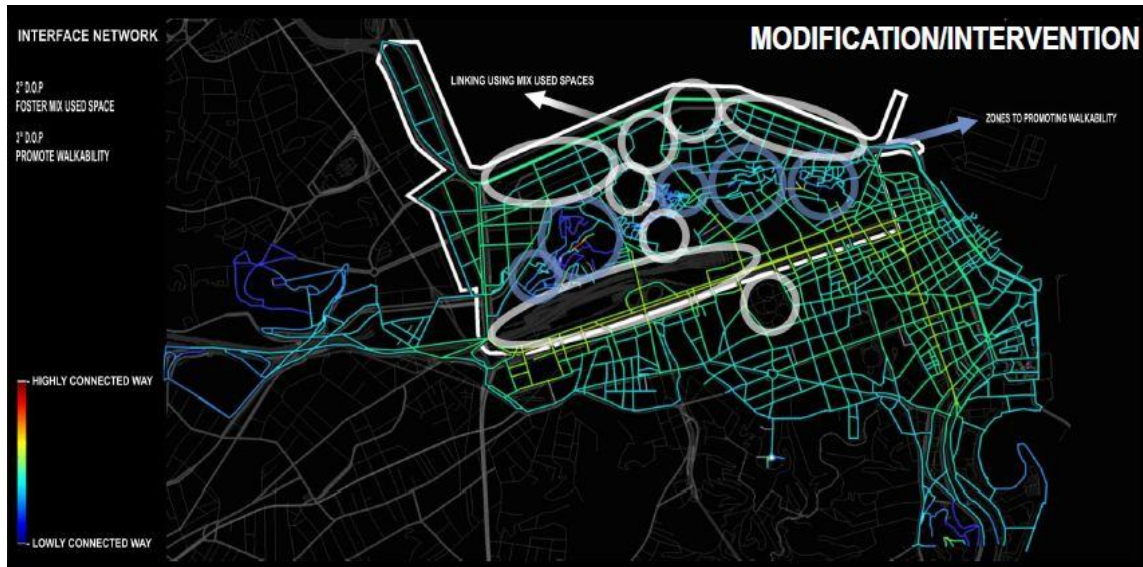 MODIFICATION/INTERVENTION
INTERFACE NETWORK
2° D.O.P
FOSTER MIX USED SPACE
1° D.O.P
PROMOTE WALKABILITY
LINKING USING MIX USED SPACES
ZONES TO PROMOTING WALKABILITY
- HIGHLY CONNECTED WAY
- LOWLY CONNECTED WAY